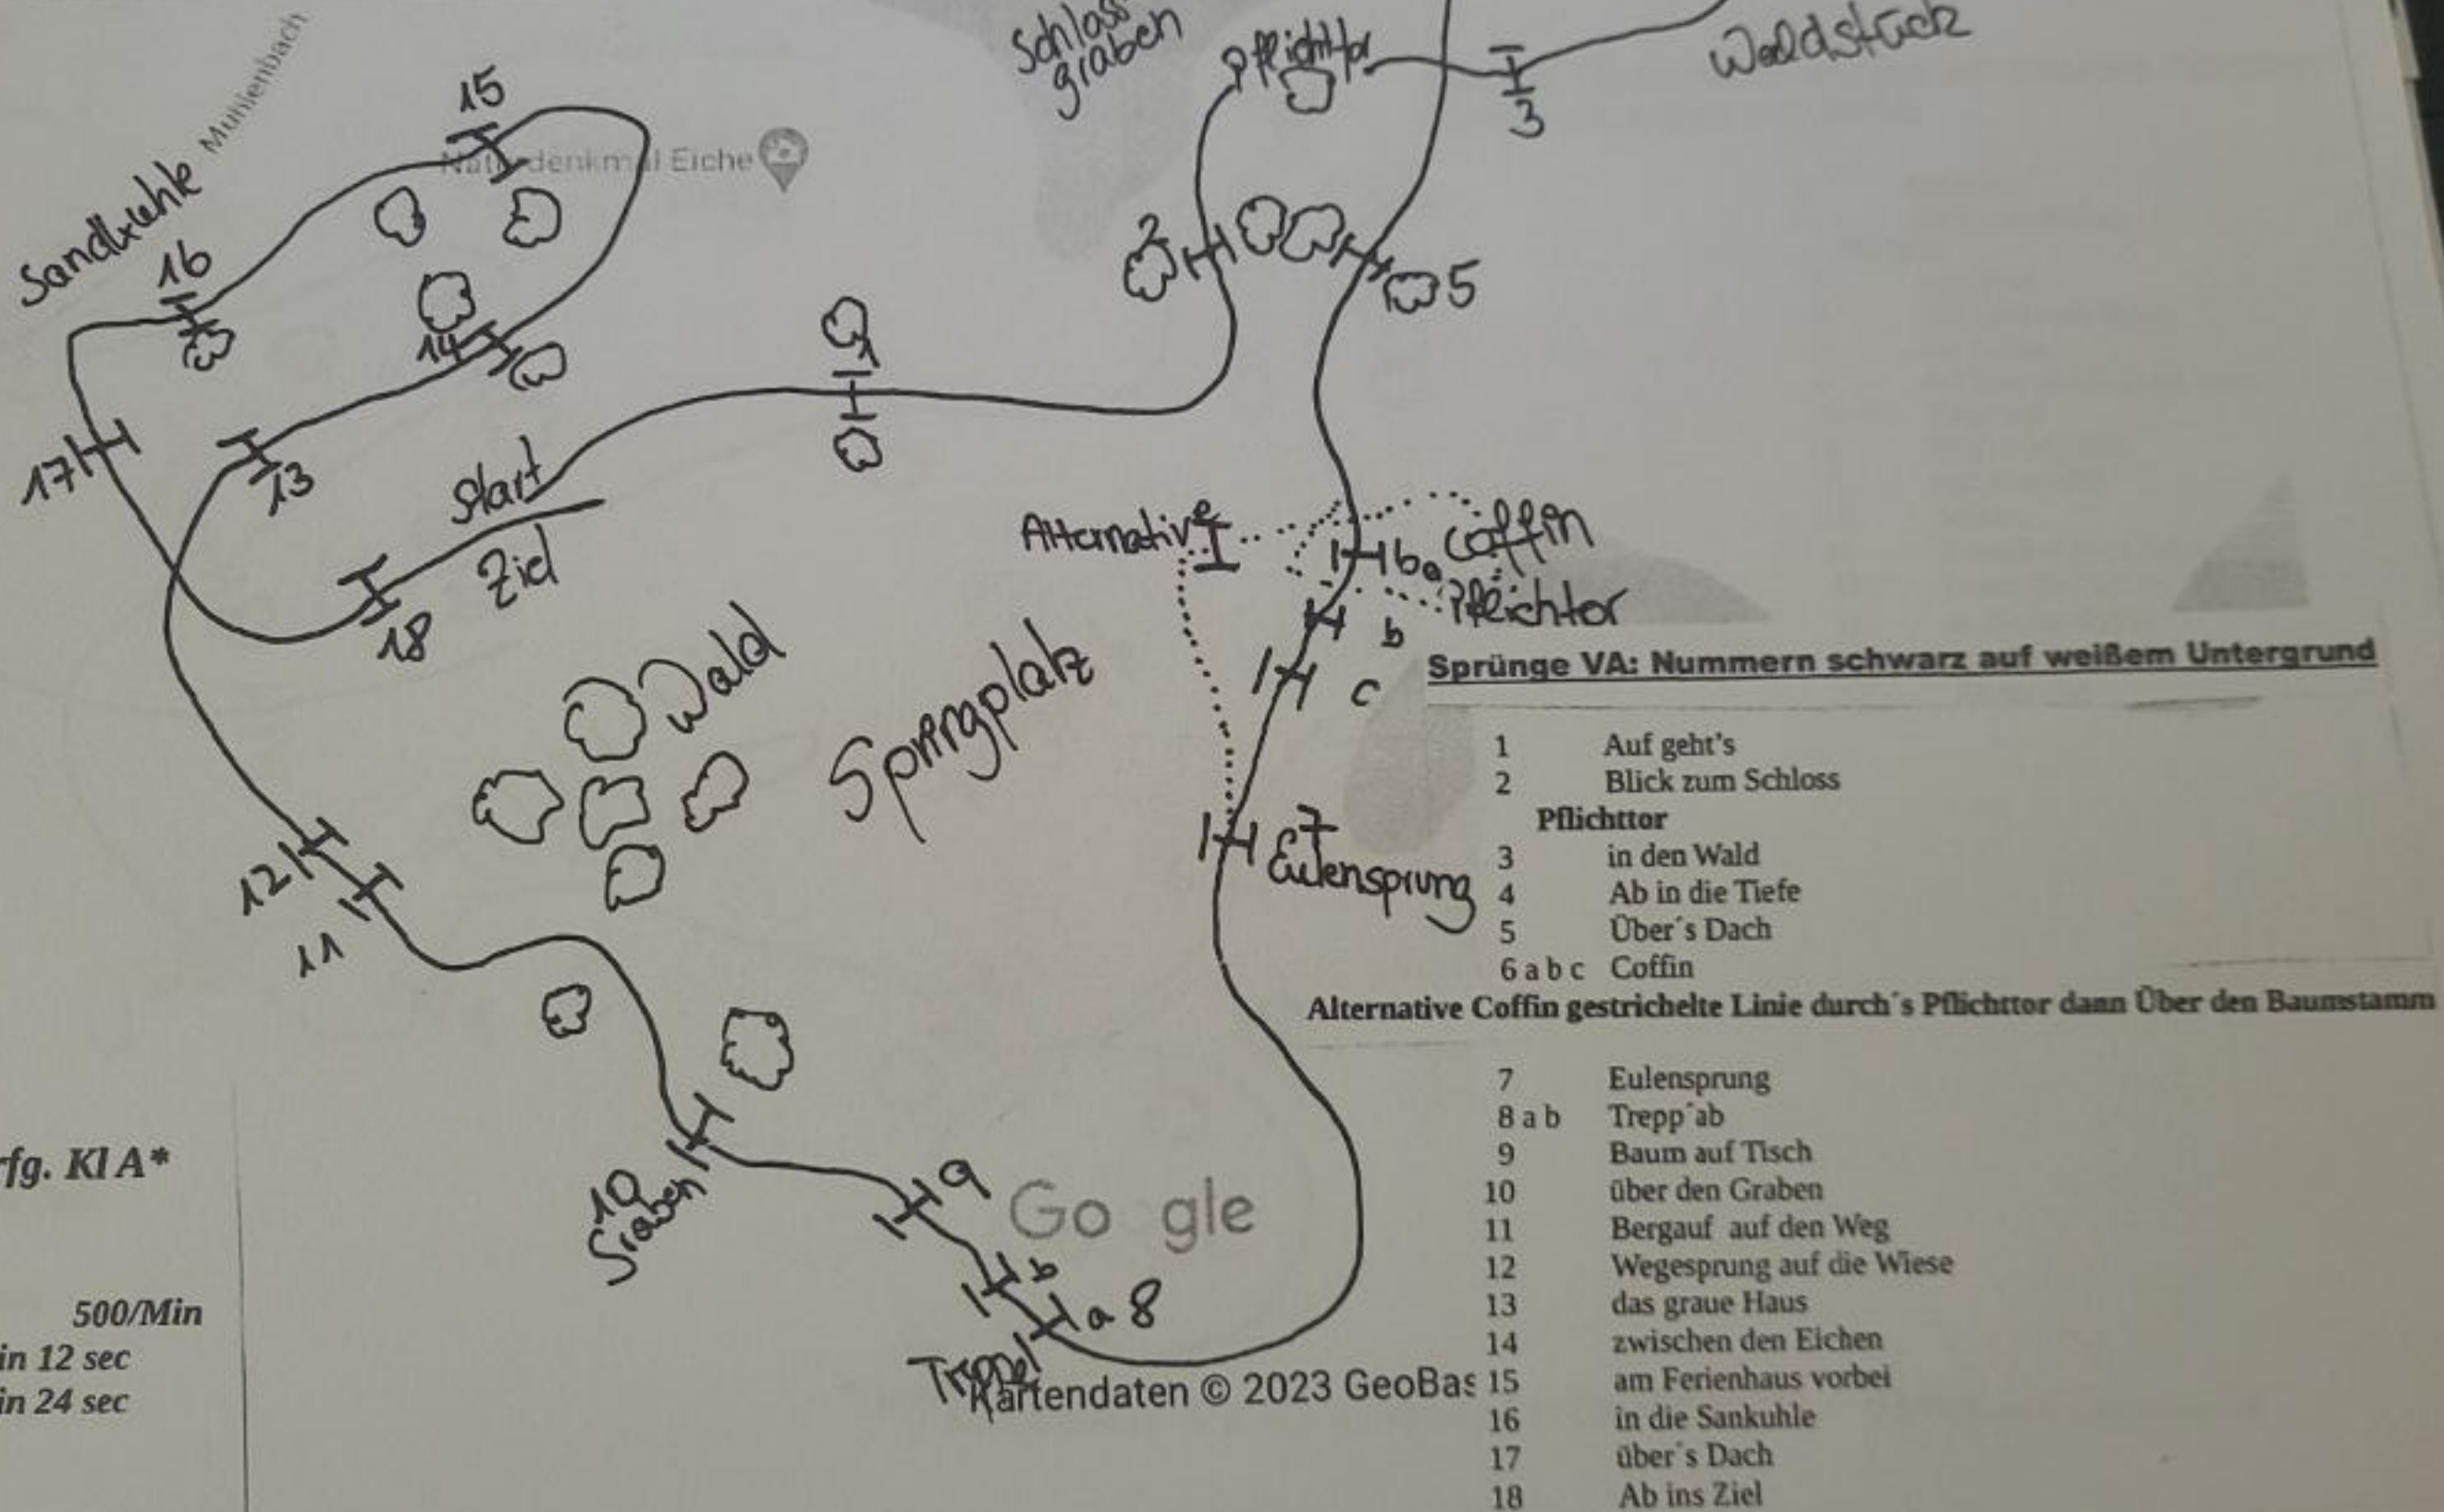 Schloss
graben
Pflichttor
Waldstück
3
Mühlenbach
15
Naturdenkmal Eiche
Sandkuhle
16
2
5
1
14
17
13
Start
Ziel
18
Alternative
6a Coffin
Pflichtor
b
c
Wald
Springplatz
7
Eulensprung
12
11
10
Graben
9
b
a 8
Google
Kartendaten © 2023 GeoBas
rfg. Kl A*
500/Min
in 12 sec
in 24 sec
Sprünge VA: Nummern schwarz auf weißem Untergrund
1 Auf geht's
2 Blick zum Schloss
Pflichttor
3 in den Wald
4 Ab in die Tiefe
5 Über´s Dach
6 a b c Coffin
Alternative Coffin gestrichelte Linie durch´s Pflichttor dann Über den Baumstamm
7 Eulensprung
8 a b Trepp´ab
9 Baum auf Tisch
10 über den Graben
11 Bergauf auf den Weg
12 Wegesprung auf die Wiese
13 das graue Haus
14 zwischen den Eichen
15 am Ferienhaus vorbei
16 in die Sankuhle
17 über´s Dach
18 Ab ins Ziel